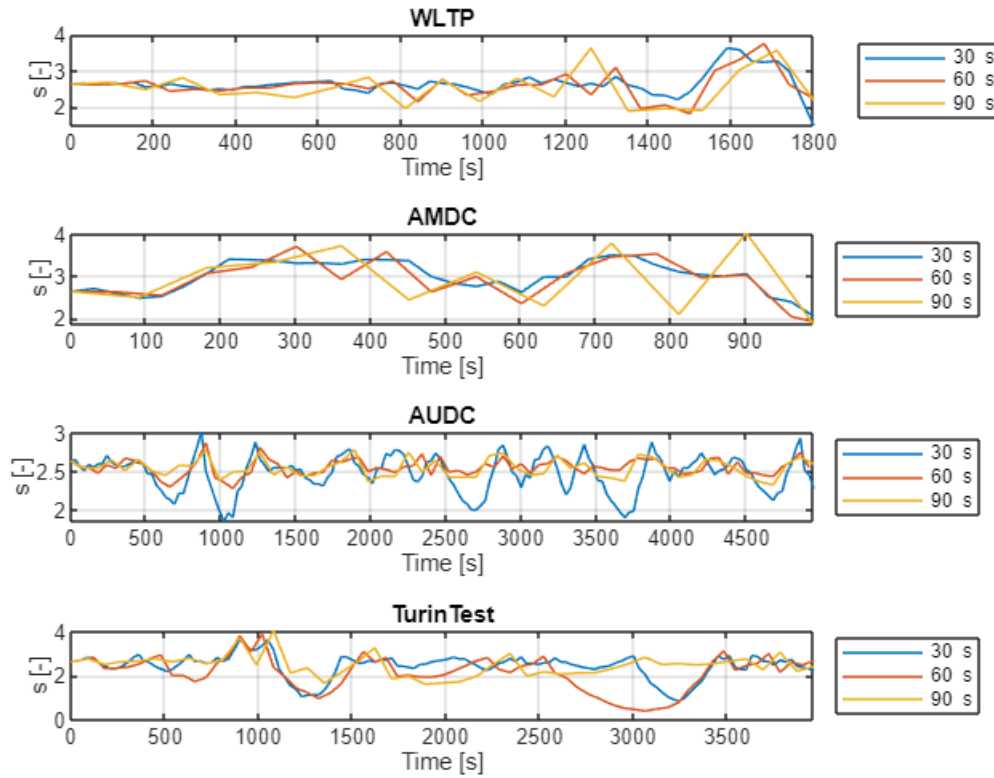 WLTP
4
3
2
s [-]
0 200 400 600 800 1000 1200 1400 1600 1800
Time [s]
30 s
60 s
90 s
AMDC
4
3
2
s [-]
0 100 200 300 400 500 600 700 800 900
Time [s]
30 s
60 s
90 s
AUDC
3
2.5
2
s [-]
0 500 1000 1500 2000 2500 3000 3500 4000 4500
Time [s]
30 s
60 s
90 s
TurinTest
4
2
0
s [-]
0 500 1000 1500 2000 2500 3000 3500
Time [s]
30 s
60 s
90 s